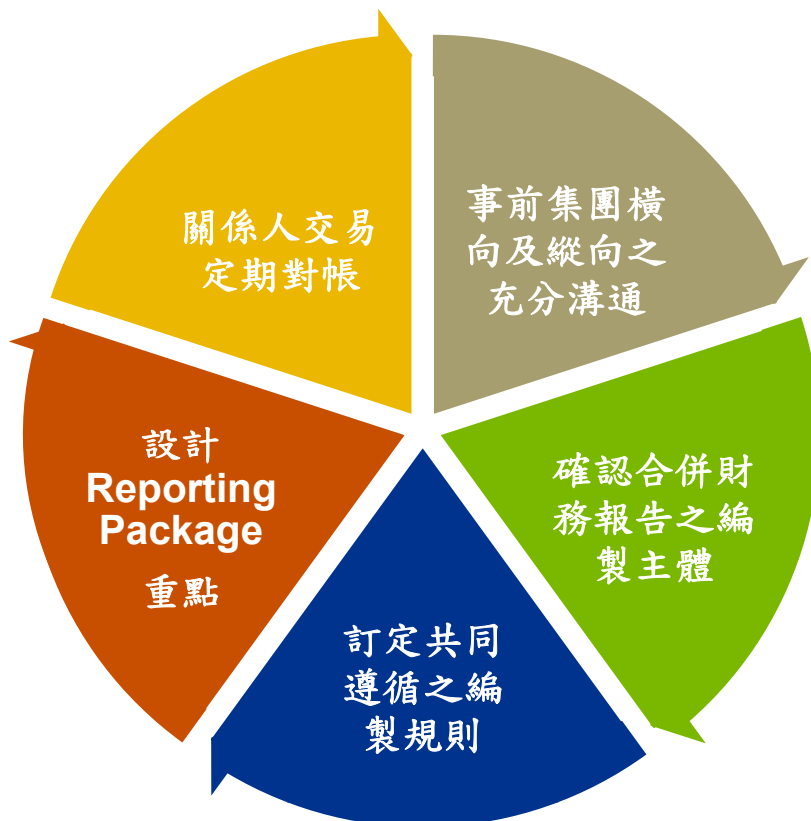 事前集團橫
向及縱向之
充分溝通
確認合併財
務報告之編
製主體
訂定共同
遵循之編
製規則
設計
Reporting
Package
重點
關係人交易
定期對帳